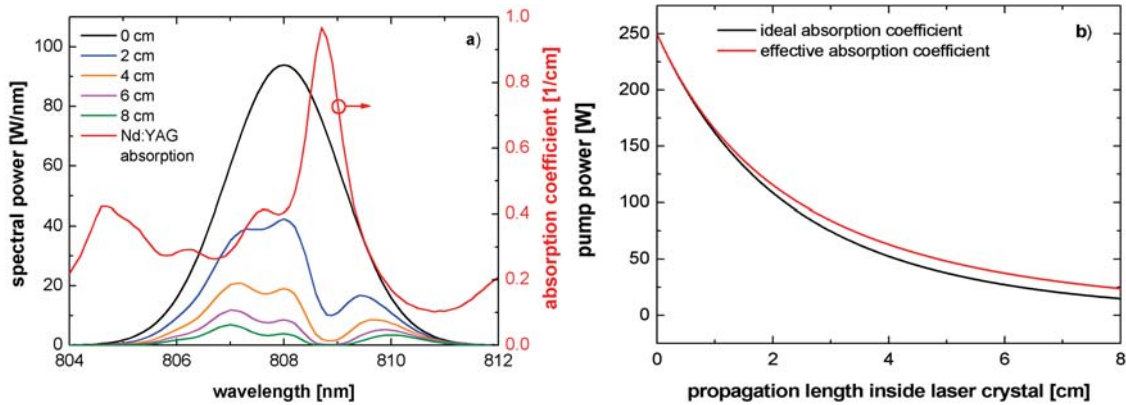 0 cm
2 cm
4 cm
6 cm
8 cm
Nd:YAG
absorption
a)
spectral power [W/nm]
100
80
60
40
20
0
804
806
808
810
812
wavelength [nm]
1.0
0.8
0.6
0.4
0.2
0.0
absorption coefficient [1/cm]
ideal absorption coefficient
effective absorption coefficient
b)
pump power [W]
250
200
150
100
50
0
0
2
4
6
8
propagation length inside laser crystal [cm]